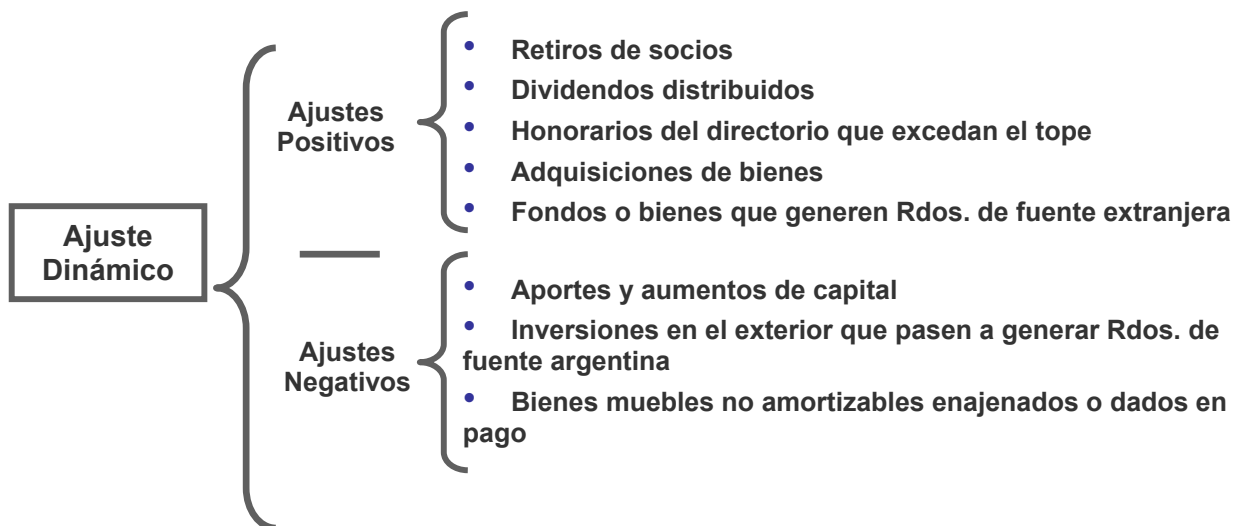 Ajuste
Dinámico
Ajustes
Positivos
• Retiros de socios
• Dividendos distribuidos
• Honorarios del directorio que excedan el tope
• Adquisiciones de bienes
• Fondos o bienes que generen Rdos. de fuente extranjera
Ajustes
Negativos
• Aportes y aumentos de capital
• Inversiones en el exterior que pasen a generar Rdos. de
fuente argentina
• Bienes muebles no amortizables enajenados o dados en
pago